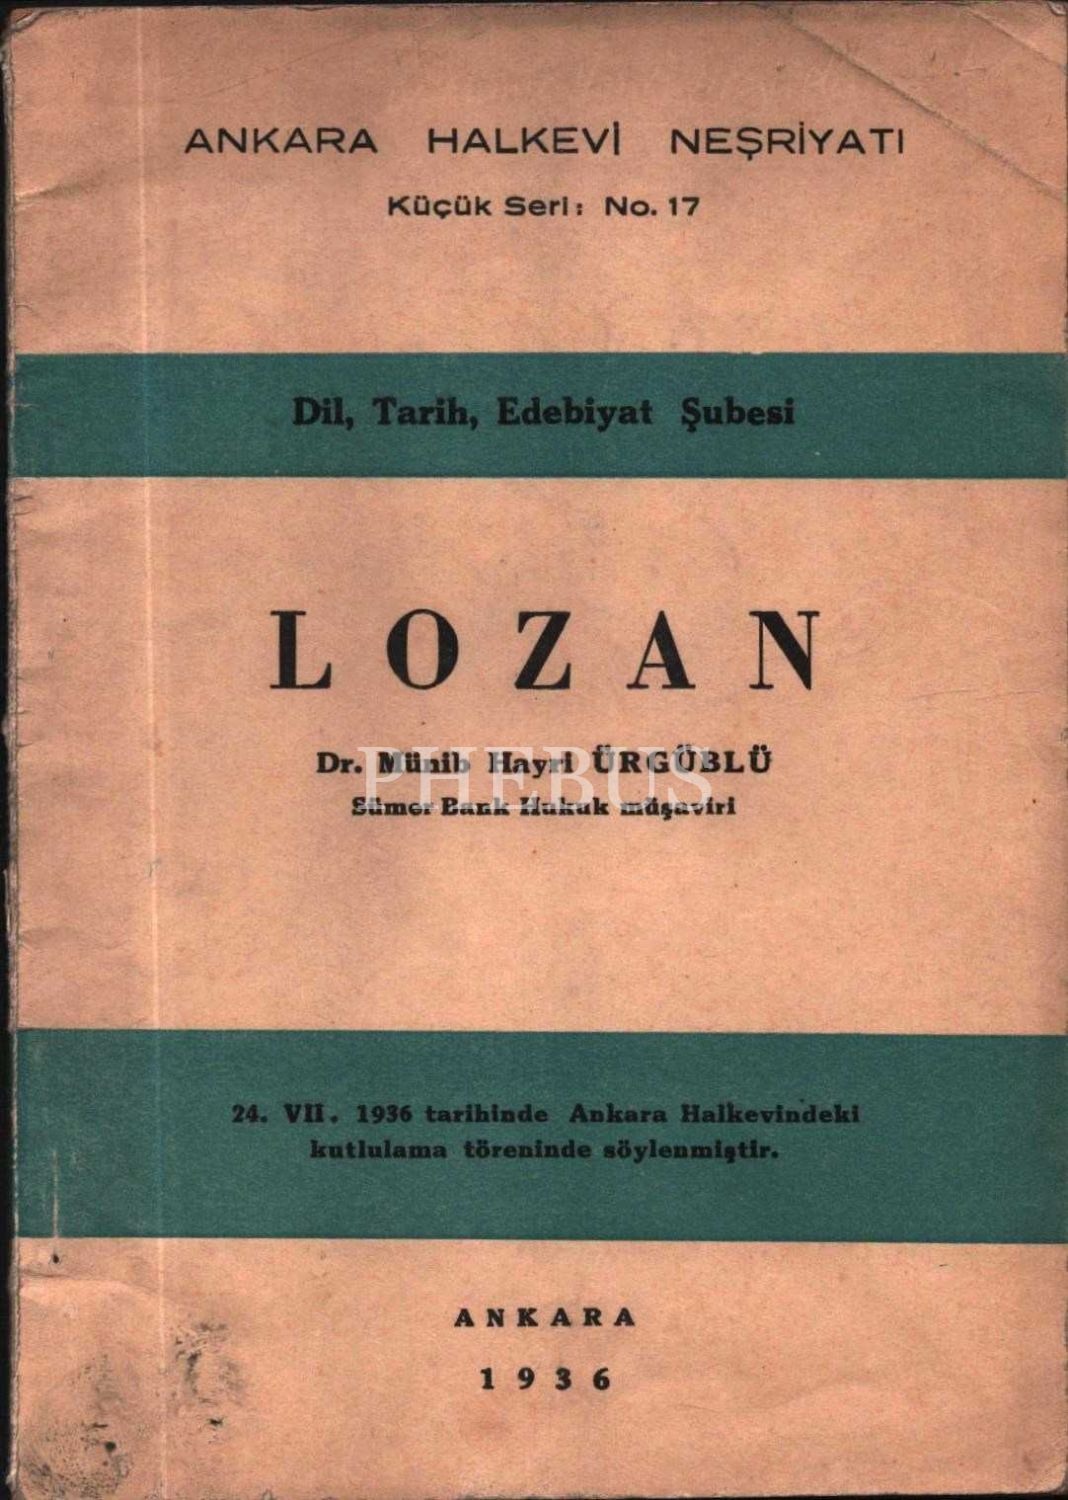 ANKARA HALKEVİ NEŞRİYATI
Küçük Seri: No. 17
Dil, Tarih, Edebiyat Şubesi
LOZAN
Dr. Münib Hayri ÜRGÜBLÜ
PHEBUS
Sümer Bank Hukuk müşaviri
24. VII. 1936 tarihinde Ankara Halkevindeki
kutlulama töreninde söylenmiştir.
ANKARA
1936